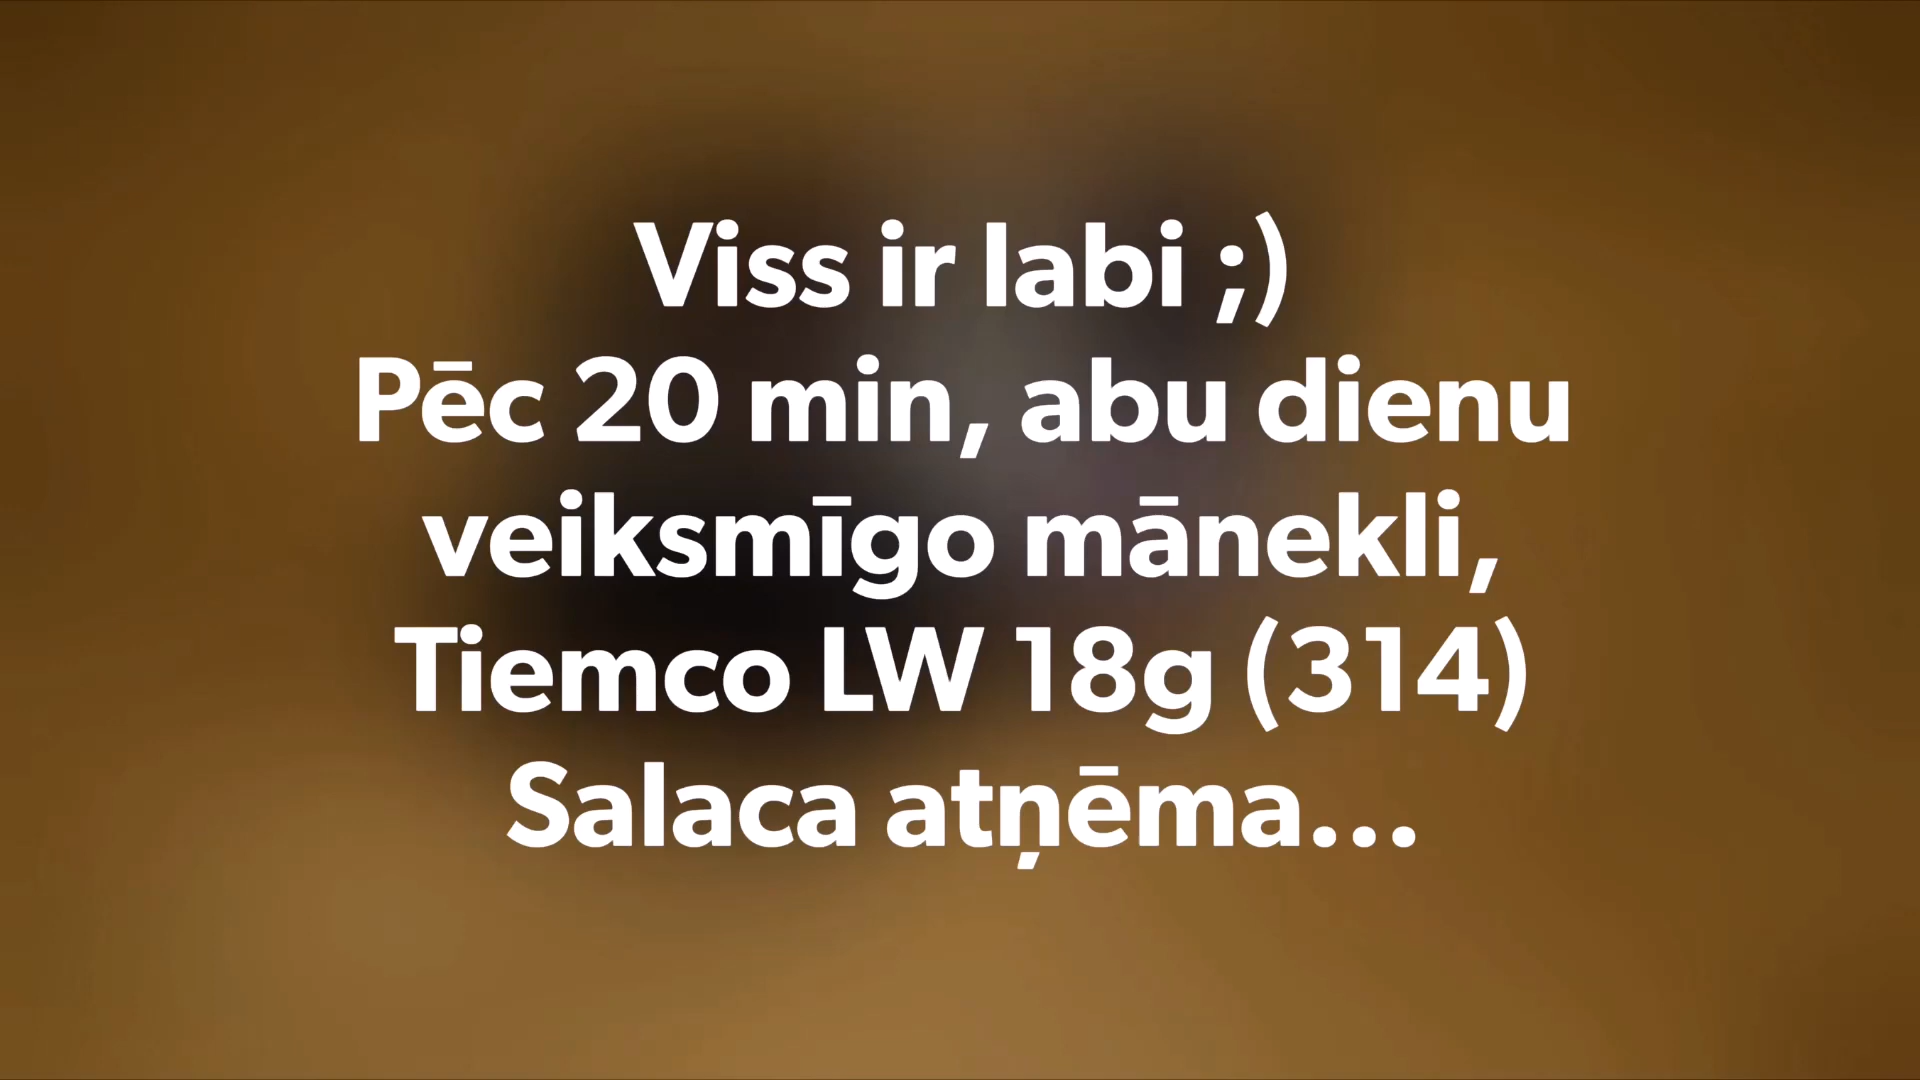 Viss ir labi ;)
Pēc 20 min, abu dienu
veiksmīgo mānekli,
Tiemco LW 18g (314)
Salaca atņēma...